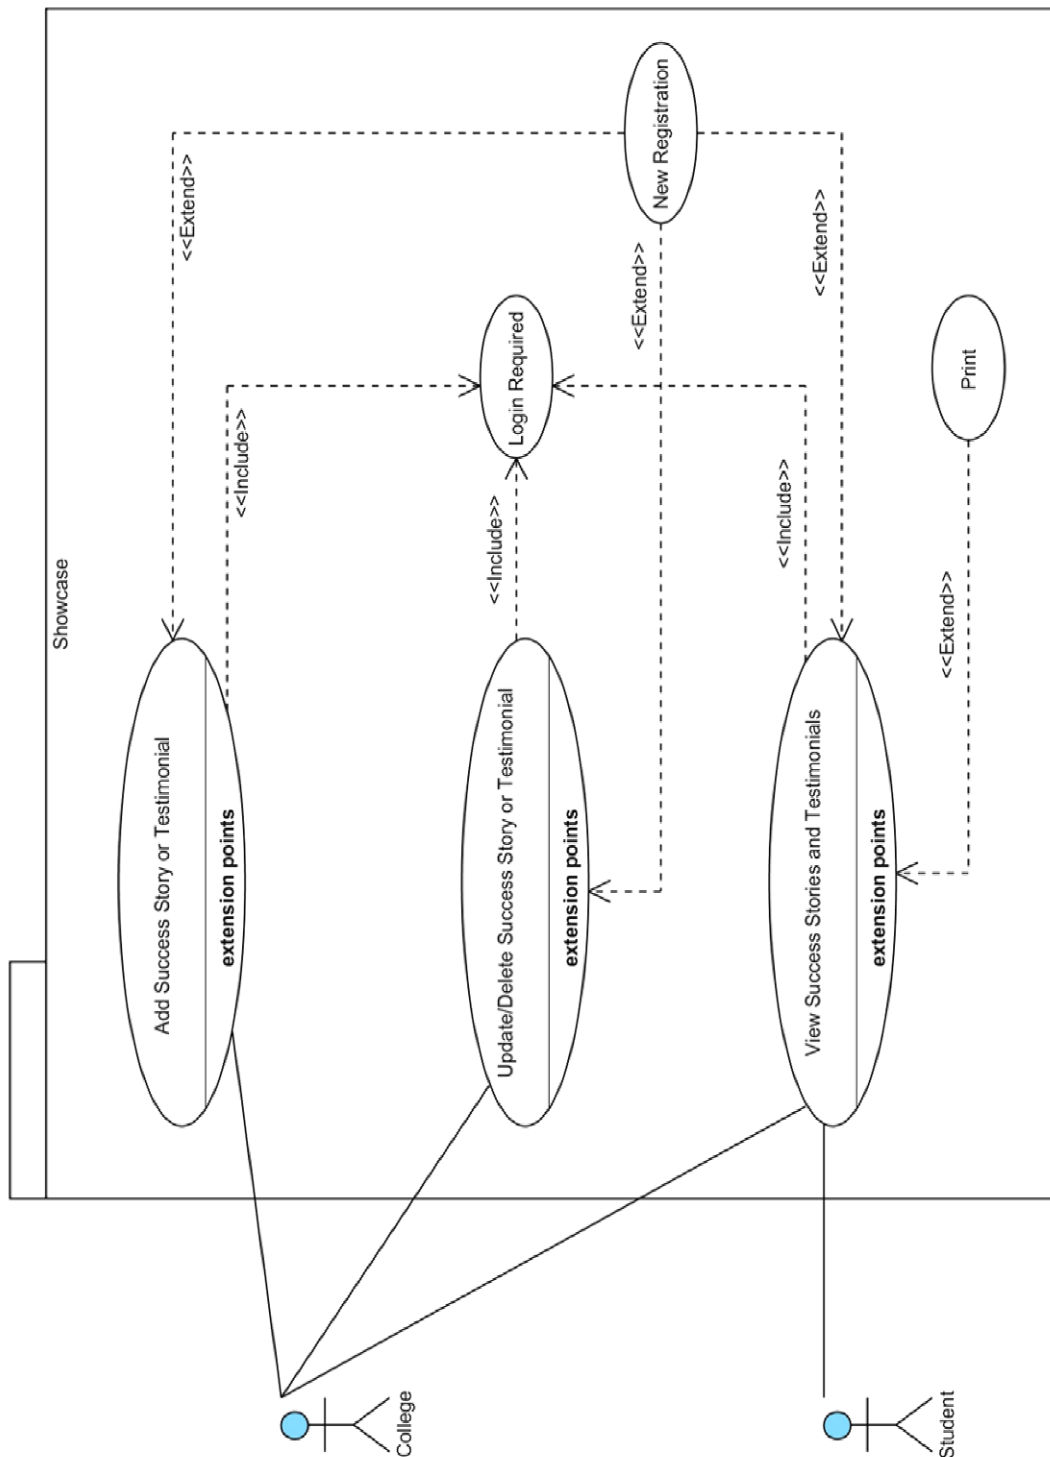 Showcase
Add Success Story or Testimonial
extension points
<<Extend>>
<<Include>>
Update/Delete Success Story or Testimonial
extension points
<<Include>>
Login Required
<<Extend>>
New Registration
View Success Stories and Testimonials
extension points
<<Include>>
<<Extend>>
<<Extend>>
Print
College
Student